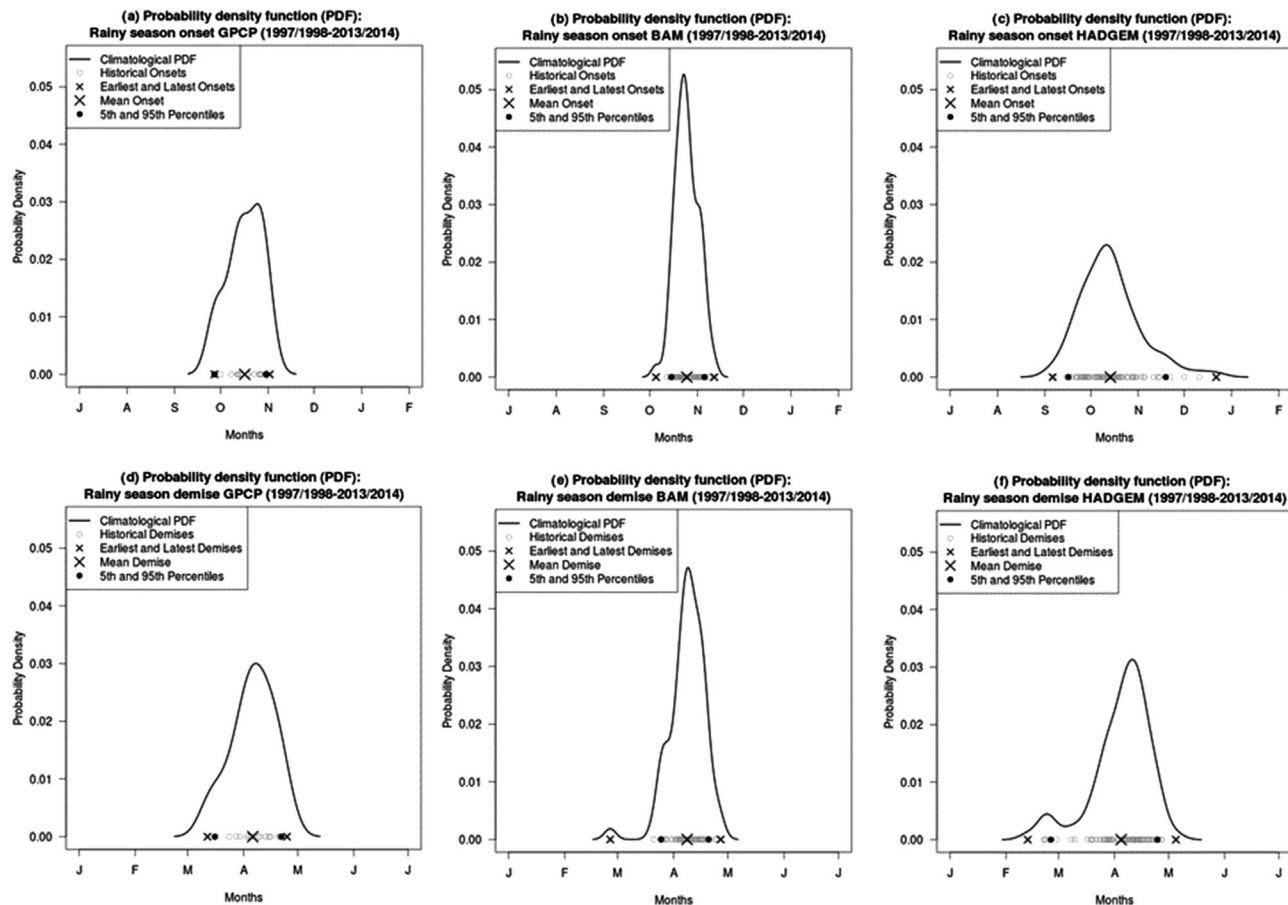 (a) Probability density function (PDF):
Rainy season onset GPCP (1997/1998-2013/2014)
Climatological PDF
Historical Onsets
Earliest and Latest Onsets
Mean Onset
5th and 95th Percentiles
Probability Density
0.05
0.04
0.03
0.02
0.01
0.00
J A S O N D J F
Months
(b) Probability density function (PDF):
Rainy season onset BAM (1997/1998-2013/2014)
Climatological PDF
Historical Onsets
Earliest and Latest Onsets
Mean Onset
5th and 95th Percentiles
Probability Density
0.05
0.04
0.03
0.02
0.01
0.00
J A S O N D J F
Months
(c) Probability density function (PDF):
Rainy season onset HADGEM (1997/1998-2013/2014)
Climatological PDF
Historical Onsets
Earliest and Latest Onsets
Mean Onset
5th and 95th Percentiles
Probability Density
0.05
0.04
0.03
0.02
0.01
0.00
J A S O N D J F
Months
(d) Probability density function (PDF):
Rainy season demise GPCP (1997/1998-2013/2014)
Climatological PDF
Historical Demises
Earliest and Latest Demises
Mean Demise
5th and 95th Percentiles
Probability Density
0.05
0.04
0.03
0.02
0.01
0.00
J F M A M J J
Months
(e) Probability density function (PDF):
Rainy season demise BAM (1997/1998-2013/2014)
Climatological PDF
Historical Demises
Earliest and Latest Demises
Mean Demise
5th and 95th Percentiles
Probability Density
0.05
0.04
0.03
0.02
0.01
0.00
J F M A M J J
Months
(f) Probability density function (PDF):
Rainy season demise HADGEM (1997/1998-2013/2014)
Climatological PDF
Historical Demises
Earliest and Latest Demises
Mean Demise
5th and 95th Percentiles
Probability Density
0.05
0.04
0.03
0.02
0.01
0.00
J F M A M J J
Months